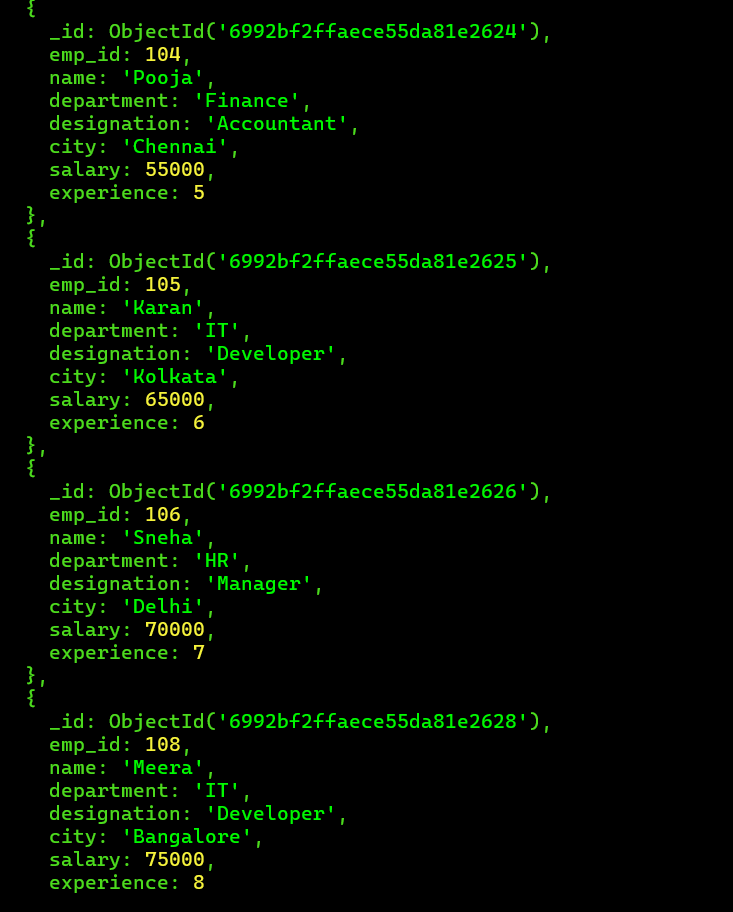 {
_id: ObjectId('6992bf2ffaece55da81e2624'),
emp_id: 104,
name: 'Pooja',
department: 'Finance',
designation: 'Accountant',
city: 'Chennai',
salary: 55000,
experience: 5
},
{
_id: ObjectId('6992bf2ffaece55da81e2625'),
emp_id: 105,
name: 'Karan',
department: 'IT',
designation: 'Developer',
city: 'Kolkata',
salary: 65000,
experience: 6
},
{
_id: ObjectId('6992bf2ffaece55da81e2626'),
emp_id: 106,
name: 'Sneha',
department: 'HR',
designation: 'Manager',
city: 'Delhi',
salary: 70000,
experience: 7
},
{
_id: ObjectId('6992bf2ffaece55da81e2628'),
emp_id: 108,
name: 'Meera',
department: 'IT',
designation: 'Developer',
city: 'Bangalore',
salary: 75000,
experience: 8